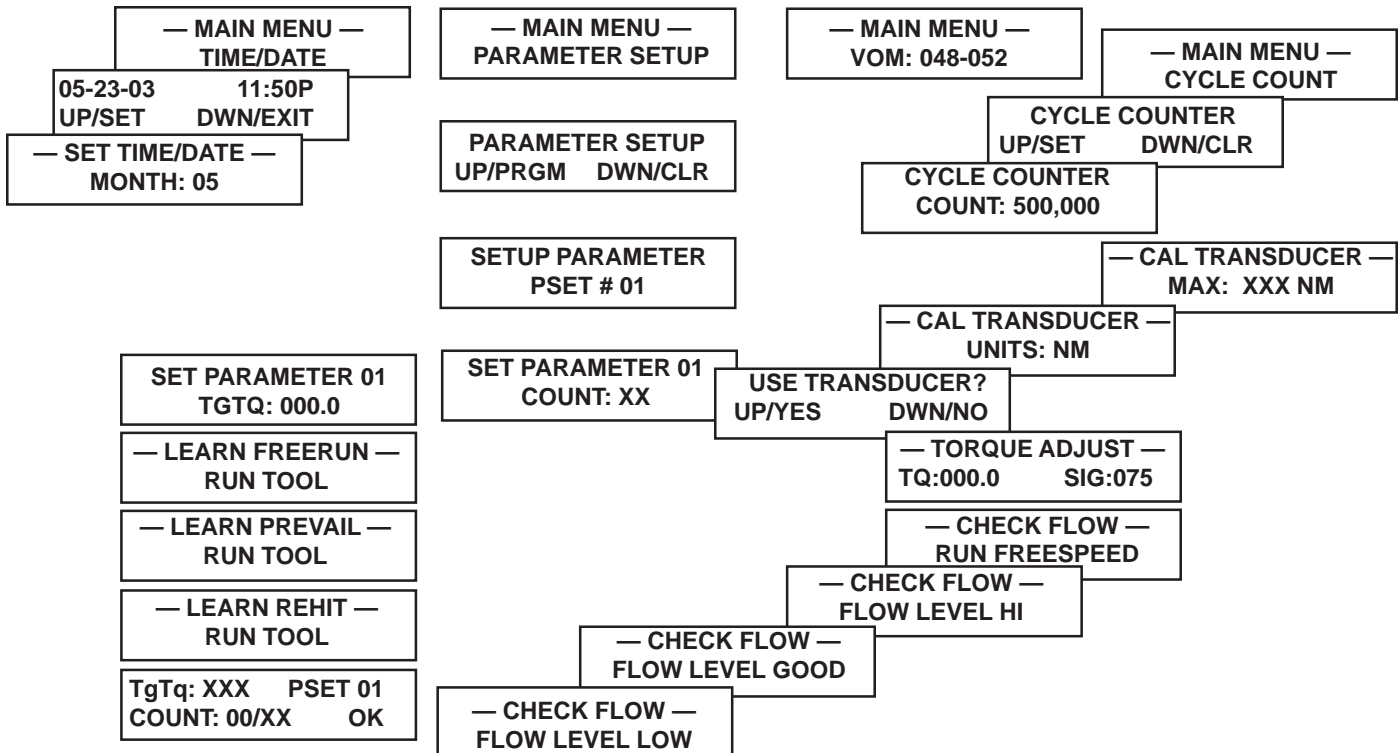 — MAIN MENU —
TIME/DATE
05-23-03 11:50P
UP/SET DWN/EXIT
— SET TIME/DATE —
MONTH: 05
— MAIN MENU —
PARAMETER SETUP
PARAMETER SETUP
UP/PRGM DWN/CLR
SETUP PARAMETER
PSET # 01
SET PARAMETER 01
COUNT: XX
— MAIN MENU —
VOM: 048-052
— MAIN MENU —
CYCLE COUNT
CYCLE COUNTER
UP/SET DWN/CLR
CYCLE COUNTER
COUNT: 500,000
— CAL TRANSDUCER —
MAX: XXX NM
— CAL TRANSDUCER —
UNITS: NM
USE TRANSDUCER?
UP/YES DWN/NO
— TORQUE ADJUST —
TQ:000.0 SIG:075
— CHECK FLOW —
RUN FREESPEED
— CHECK FLOW —
FLOW LEVEL HI
— CHECK FLOW —
FLOW LEVEL GOOD
— CHECK FLOW —
FLOW LEVEL LOW
SET PARAMETER 01
TGTQ: 000.0
— LEARN FREERUN —
RUN TOOL
— LEARN PREVAIL —
RUN TOOL
— LEARN REHIT —
RUN TOOL
TgTq: XXX PSET 01
COUNT: 00/XX OK